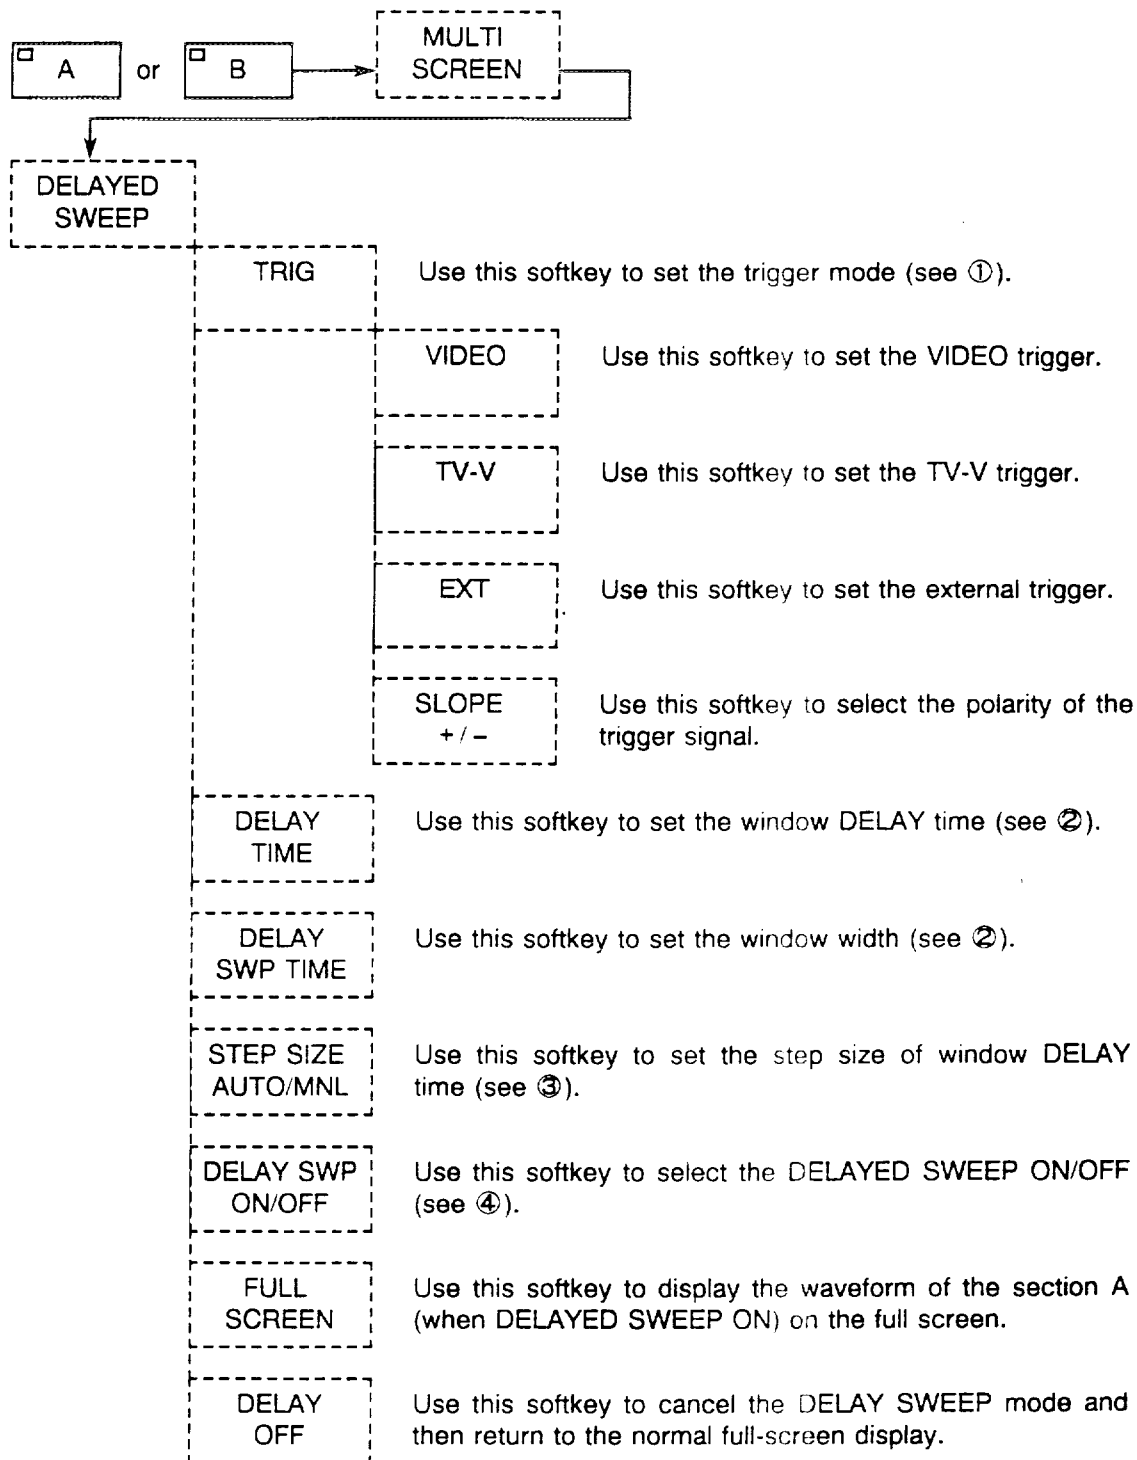 A or B MULTI
SCREEN
DELAYED
SWEEP
TRIG Use this softkey to set the trigger mode (see ①).
VIDEO Use this softkey to set the VIDEO trigger.
TV-V Use this softkey to set the TV-V trigger.
EXT Use this softkey to set the external trigger.
SLOPE Use this softkey to select the polarity of the
+/− trigger signal.
DELAY Use this softkey to set the window DELAY time (see ②).
TIME
DELAY Use this softkey to set the window width (see ②).
SWP TIME
STEP SIZE Use this softkey to set the step size of window DELAY
AUTO/MNL time (see ③).
DELAY SWP Use this softkey to select the DELAYED SWEEP ON/OFF
ON/OFF (see ④).
FULL Use this softkey to display the waveform of the section A
SCREEN (when DELAYED SWEEP ON) on the full screen.
DELAY Use this softkey to cancel the DELAY SWEEP mode and
OFF then return to the normal full-screen display.